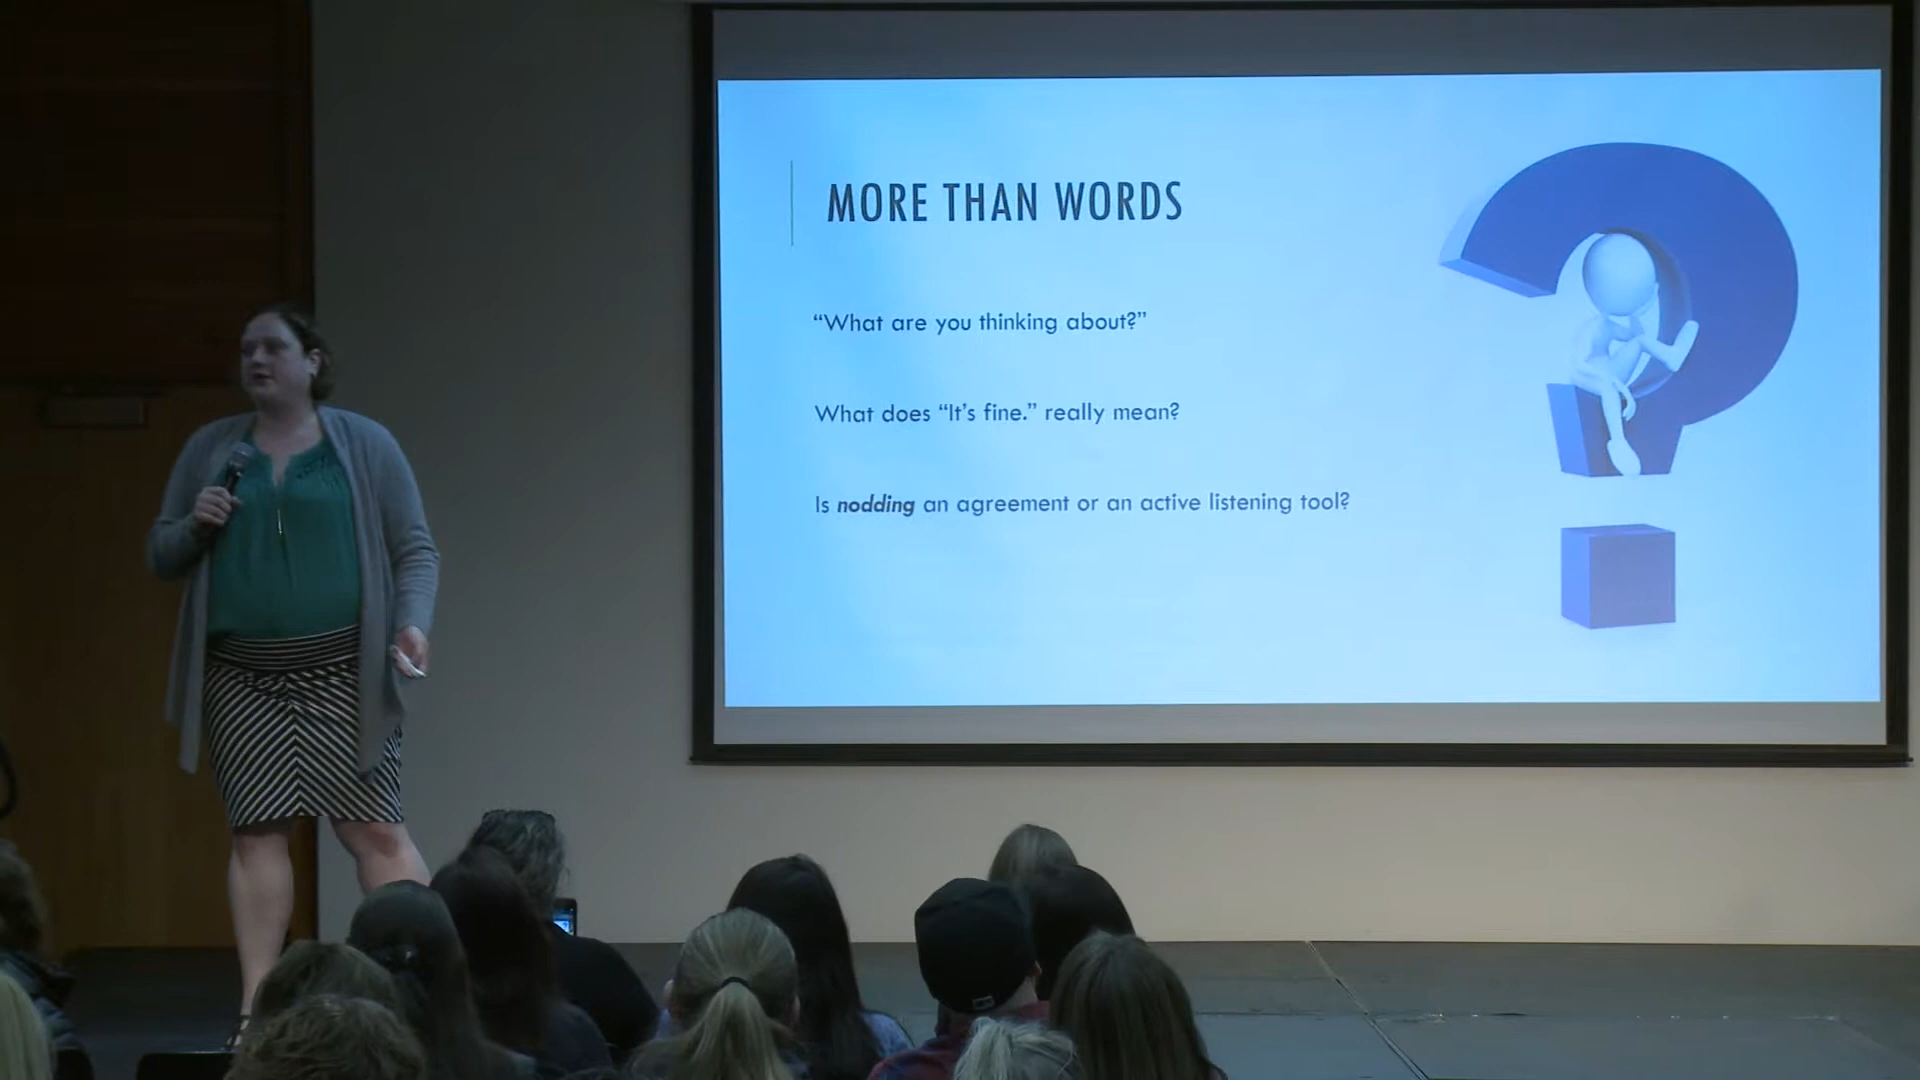 MORE THAN WORDS
“What are you thinking about?”
What does “It’s fine.” really mean?
Is nodding an agreement or an active listening tool?